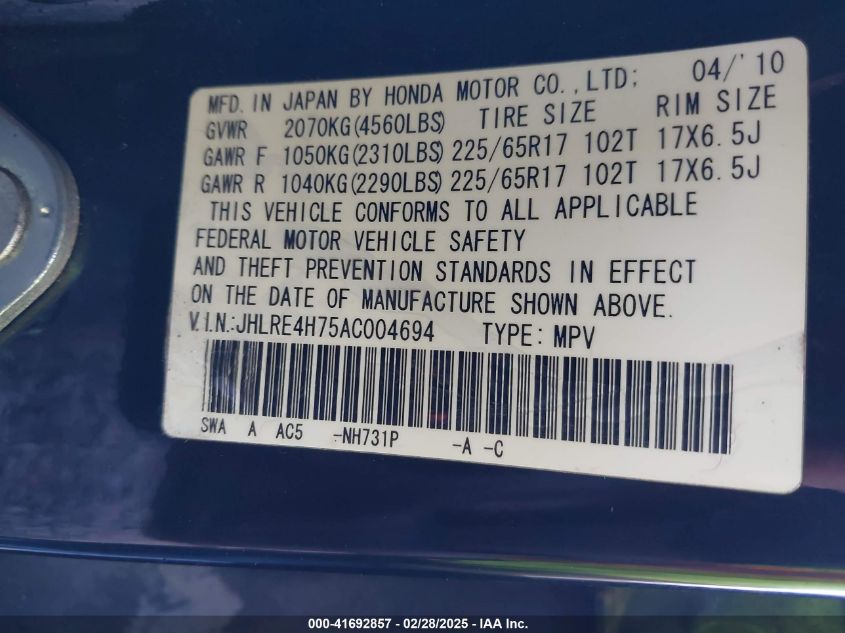 MFD. IN JAPAN BY HONDA MOTOR CO.,LTD; 04/'10
GVWR 2070KG(4560LBS) TIRE SIZE RIM SIZE
GAWR F 1050KG(2310LBS) 225/65R17 102T 17X6.5J
GAWR R 1040KG(2290LBS) 225/65R17 102T 17X6.5J
THIS VEHICLE CONFORMS TO ALL APPLICABLE
FEDERAL MOTOR VEHICLE SAFETY
AND THEFT PREVENTION STANDARDS IN EFFECT
ON THE DATE OF MANUFACTURE SHOWN ABOVE.
V.I.N.:JHLRE4H75AC004694 TYPE: MPV
SWA A AC5 -NH731P -A -C
000-41692857 - 02/28/2025 - IAA Inc.